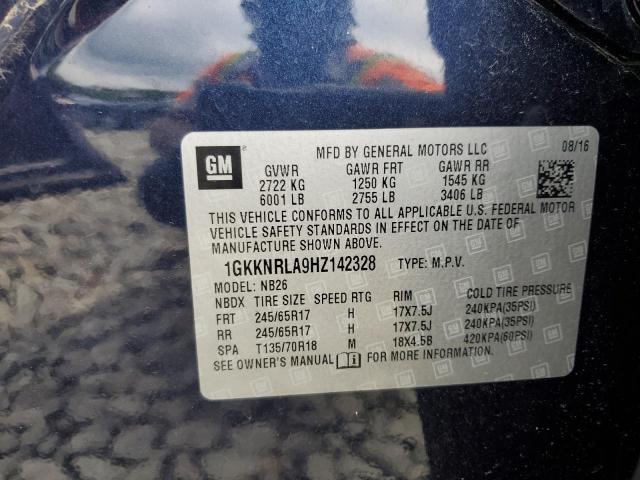 GM
MFD BY GENERAL MOTORS LLC 08/16
GVWR GAWR FRT GAWR RR
2722 KG 1250 KG 1545 KG
6001 LB 2755 LB 3406 LB
THIS VEHICLE CONFORMS TO ALL APPLICABLE U.S. FEDERAL MOTOR
VEHICLE SAFETY STANDARDS IN EFFECT ON THE DATE OF
MANUFACTURE SHOWN ABOVE.
1GKKNRLA9HZ142328 TYPE: M.P.V.
MODEL: NB26
NBDX TIRE SIZE SPEED RTG RIM COLD TIRE PRESSURE
FRT 245/65R17 H 17X7.5J 240KPA(35PSI)
RR 245/65R17 H 17X7.5J 240KPA(35PSI)
SPA T135/70R18 M 18X4.5B 420KPA(60PSI)
SEE OWNER'S MANUAL FOR MORE INFORMATION.